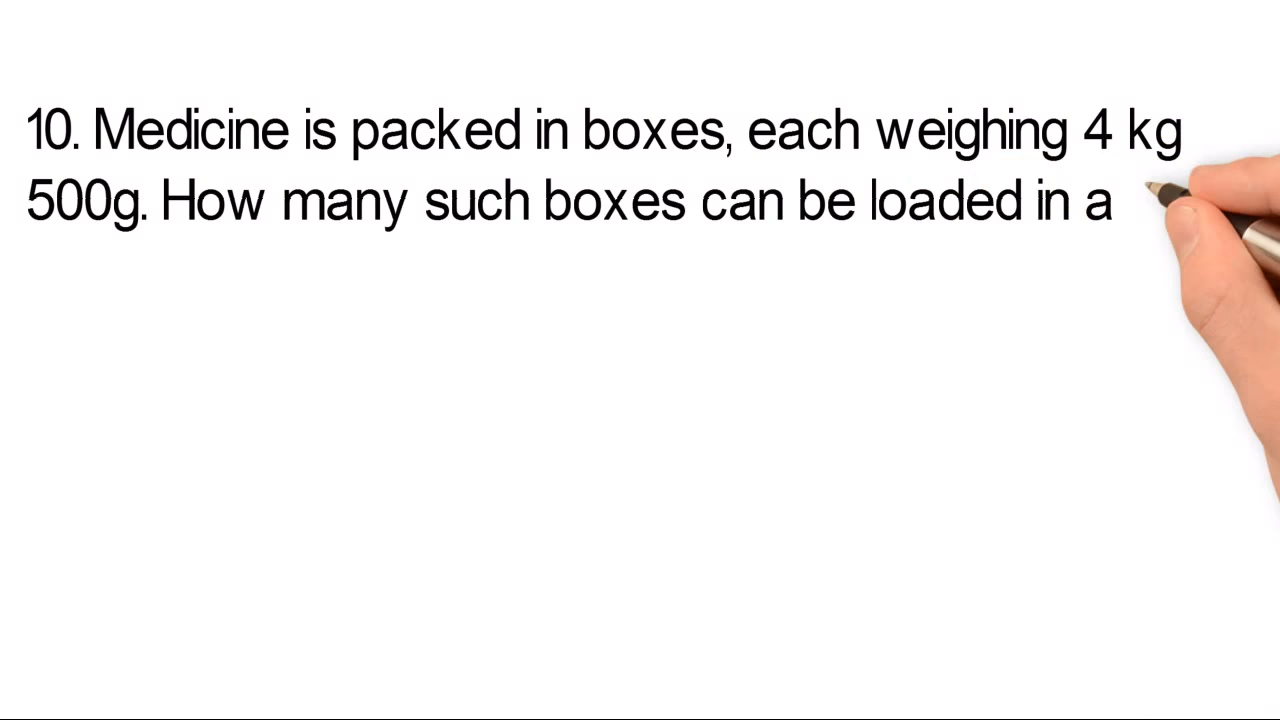 10. Medicine is packed in boxes, each weighing 4 kg
500g. How many such boxes can be loaded in a